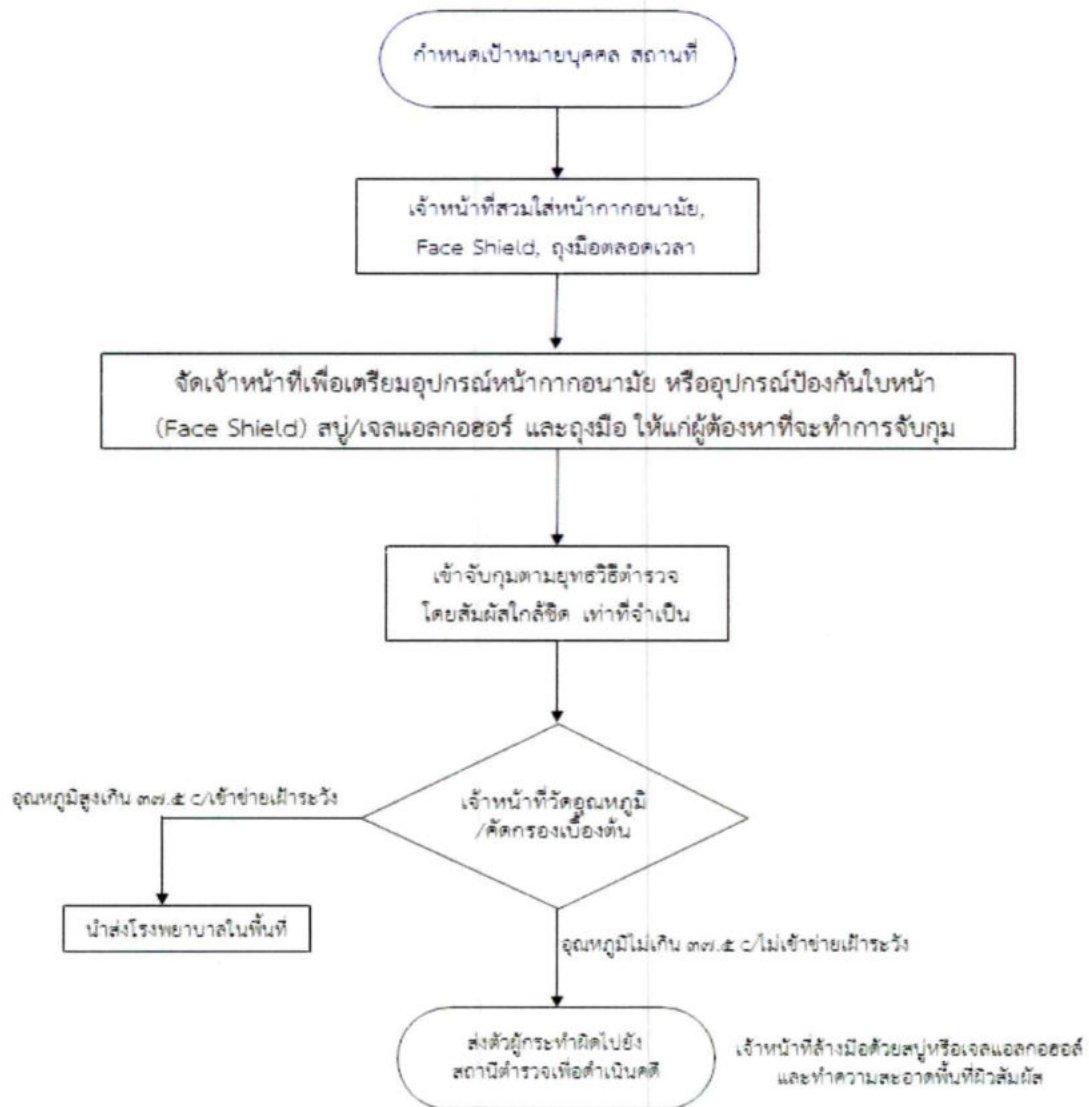 กำหนดเป้าหมายบุคคล สถานที่
เจ้าหน้าที่สวมใส่หน้ากากอนามัย,
Face Shield, ถุงมือตลอดเวลา
จัดเจ้าหน้าที่เพื่อเตรียมอุปกรณ์หน้ากากอนามัย หรืออุปกรณ์ป้องกันใบหน้า
(Face Shield) สบู่/เจลแอลกอฮอร์ และถุงมือ ให้แก่ผู้ต้องหาที่จะทำการจับกุม
เข้าจับกุมตามยุทธวิธีตำรวจ
โดยสัมผัสใกล้ชิด เท่าที่จำเป็น
อุณหภูมิสูงเกิน ๓๗.๕ C/เข้าข่ายเฝ้าระวัง
เจ้าหน้าที่วัดอุณหภูมิ
/คัดกรองเบื้องต้น
นำส่งโรงพยาบาลในพื้นที่
อุณหภูมิไม่เกิน ๓๗.๕ C/ไม่เข้าข่ายเฝ้าระวัง
ส่งตัวผู้กระทำผิดไปยัง
สถานีตำรวจเพื่อดำเนินคดี
เจ้าหน้าที่ล้างมือด้วยสบู่หรือเจลแอลกอฮอล์
และทำความสะอาดพื้นที่ผิวสัมผัส